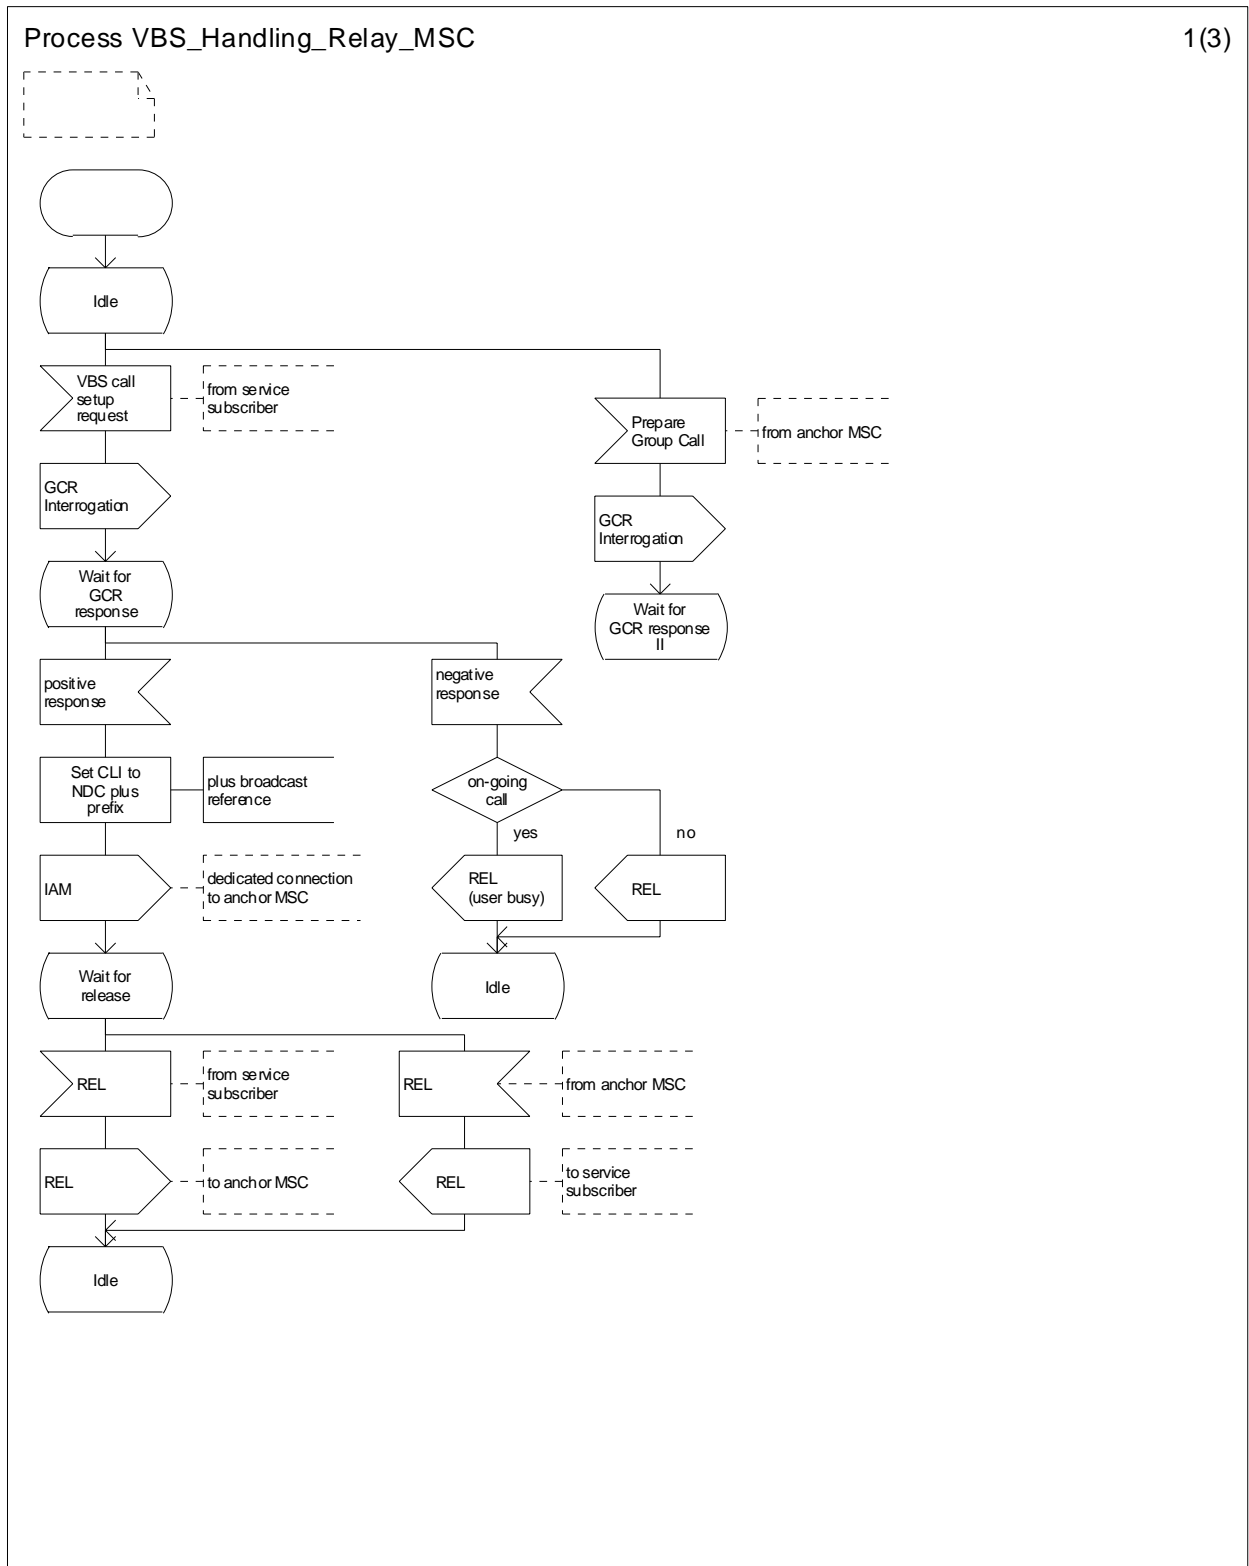 Process VBS_Handling_Relay_MSC
1(3)
Idle
VBS call
setup
request
from service
subscriber
Prepare
Group Call
from anchor MSC
GCR
Interrogation
GCR
Interrogation
Wait for
GCR
response
Wait for
GCR response
II
positive
response
negative
response
Set CLI to
NDC plus
prefix
plus broadcast
reference
on-going
call
yes
no
IAM
dedicated connection
to anchor MSC
REL
(user busy)
REL
Wait for
release
Idle
REL
from service
subscriber
REL
from anchor MSC
REL
to anchor MSC
REL
to service
subscriber
Idle